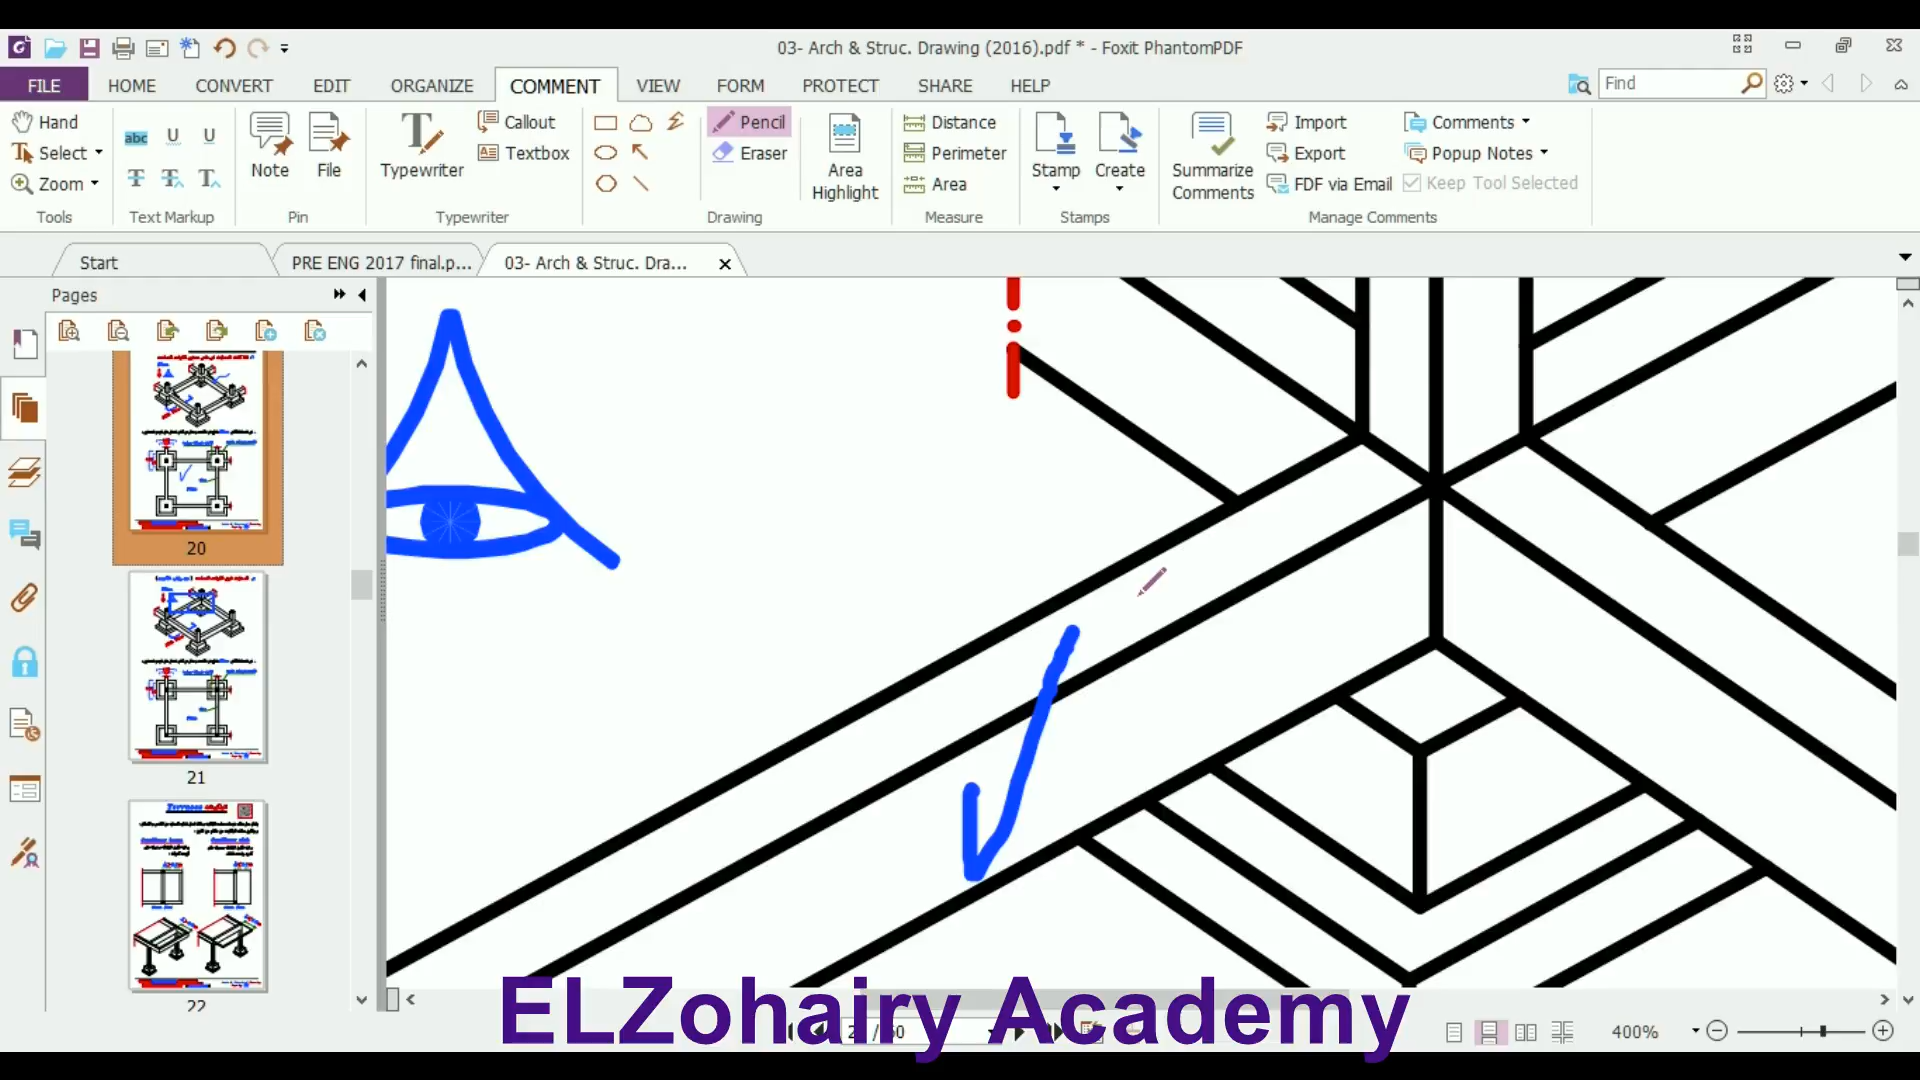 03- Arch & Struc. Drawing (2016).pdf * - Foxit PhantomPDF
FILE HOME CONVERT EDIT ORGANIZE COMMENT VIEW FORM PROTECT SHARE HELP Find
Hand
Select
Zoom
Tools
abc U U
T T T
Text Markup
Note
File
Pin
Typewriter
Callout
Textbox
Typewriter
Pencil
Eraser
Drawing
Area
Highlight
Distance
Perimeter
Area
Measure
Stamp
Create
Stamps
Summarize
Comments
Import
Export
FDF via Email
Comments
Popup Notes
Keep Tool Selected
Manage Comments
Start
PRE ENG 2017 final.p...
03- Arch & Struc. Dra...
Pages
20
21
Terraces
22
ELZohairy Academy
400%